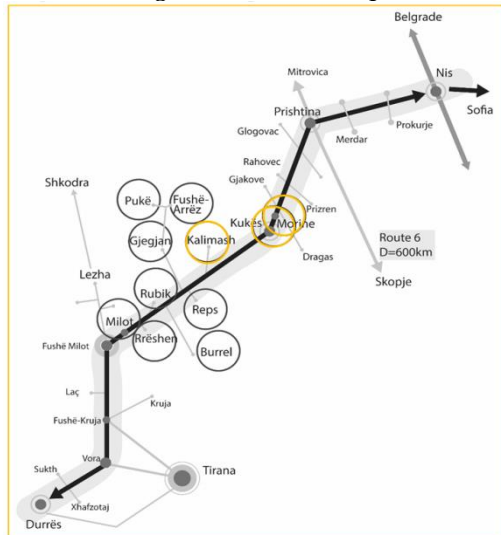 Belgrade
Nis
Mitrovica
Sofia
Prishtina
Prokurje
Glogovac
Merdar
Rahovec
Gjakove
Shkodra
Pukë
Fushë-
Arrëz
Prizren
Kukës
Morine
Gjegjan
Kalimash
Route 6
D=600km
Dragas
Lezha
Skopje
Rubik
Reps
Milot
Rrëshen
Fushë Milot
Burrel
Laç
Kruja
Fushë-Kruja
Vora
Tirana
Sukth
Xhafzotaj
Durrës